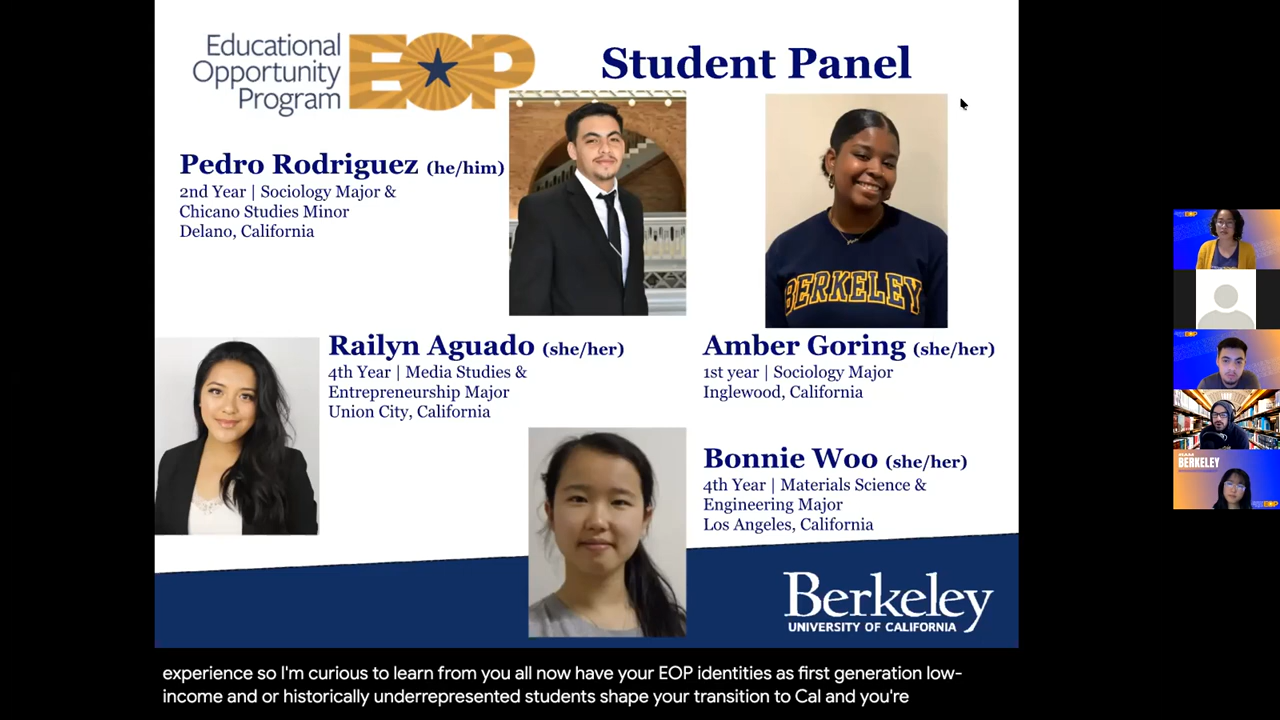 Educational
Opportunity
Program
EOP
Student Panel
Pedro Rodriguez (he/him)
2nd Year | Sociology Major &
Chicano Studies Minor
Delano, California
BERKELEY
Railyn Aguado (she/her)
4th Year | Media Studies &
Entrepreneurship Major
Union City, California
Amber Goring (she/her)
1st year | Sociology Major
Inglewood, California
Bonnie Woo (she/her)
4th Year | Materials Science &
Engineering Major
Los Angeles, California
Berkeley
UNIVERSITY OF CALIFORNIA
EOP
EOP
BERKELEY
EOP
experience so I'm curious to learn from you all now have your EOP identities as first generation low-
income and or historically underrepresented students shape your transition to Cal and you're